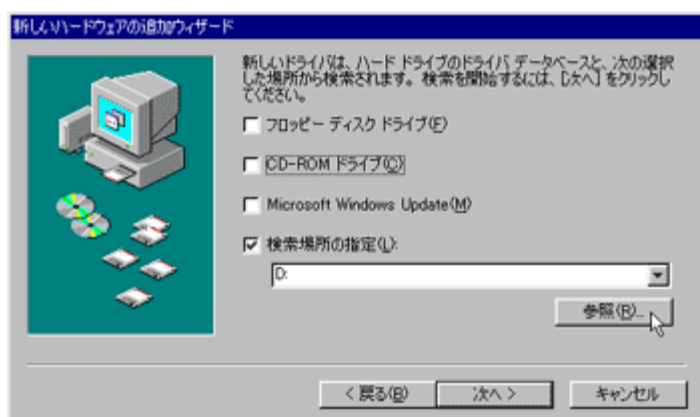 新しいハードウェアの追加ウィザード
新しいドライバは、ハード ドライブのドライバ データベースと、次の選択
した場所から検索されます。検索を開始するには、[次へ] をクリックし
てください。
フロッピー ディスク ドライブ(F)
CD-ROM ドライブ(C)
Microsoft Windows Update(M)
検索場所の指定(L):
D:
参照(R)...
< 戻る(B)
次へ >
キャンセル